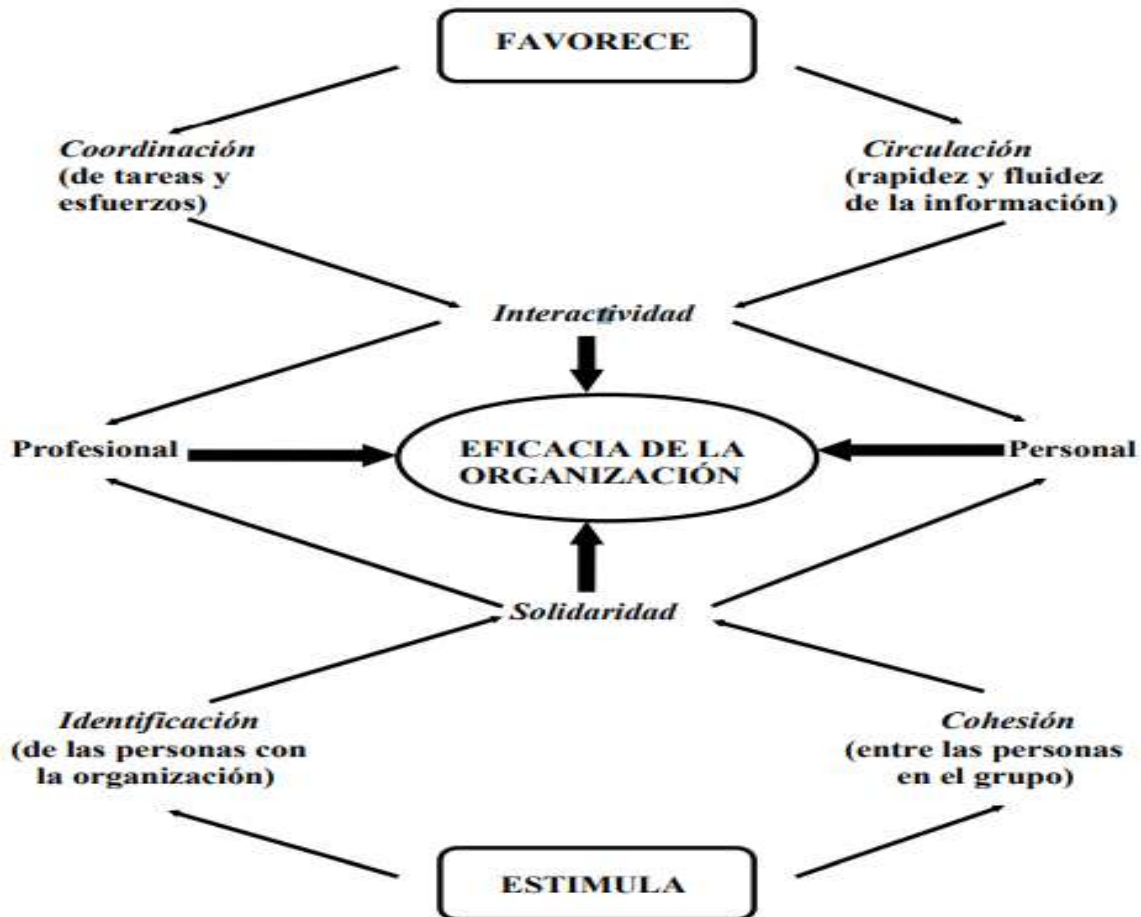 FAVORECE
Coordinación
(de tareas y
esfuerzos)
Circulación
(rapidez y fluidez
de la información)
Interactividad
Profesional
EFICACIA DE LA
ORGANIZACIÓN
Personal
Solidaridad
Identificación
(de las personas con
la organización)
Cohesión
(entre las personas
en el grupo)
ESTIMULA